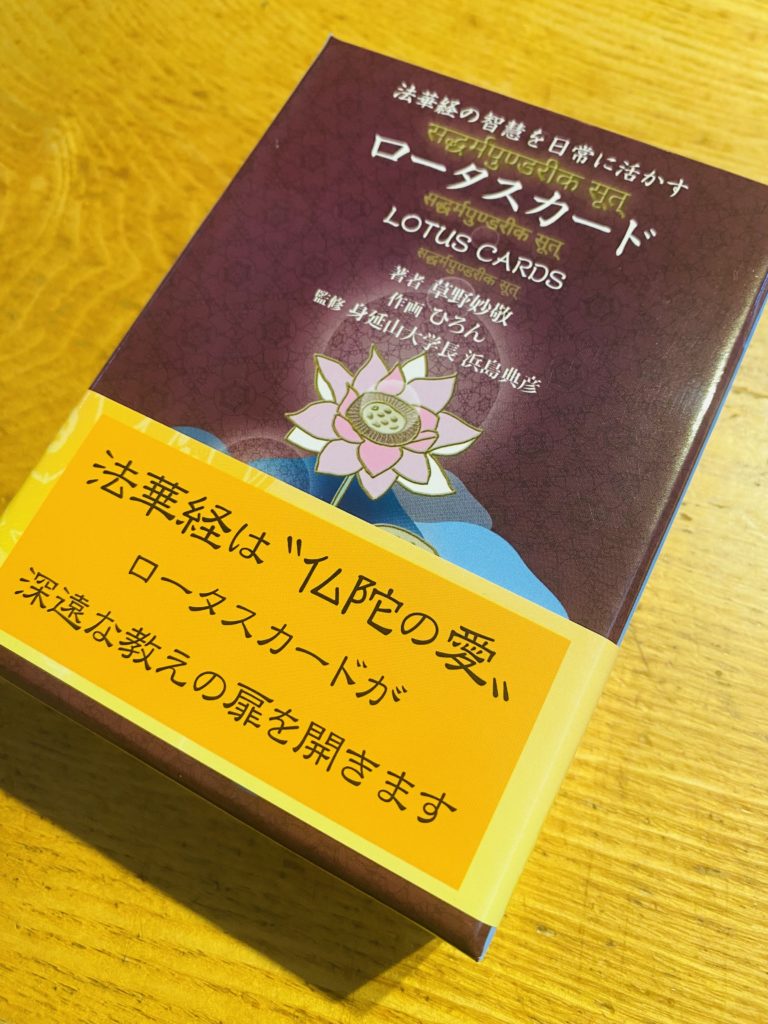 法華経の智慧を日常に活かす
सद्धर्मपुण्डरीक सूत्
ロータスカード
सद्धर्मपुण्डरीक सूत्
LOTUS CARDS
सद्धर्मपुण्डरीक सूत्
著者 草野妙敬
作画 ひろん
監修 身延山大学長 浜島典彦
法華経は〝仏陀の愛〟
ロータスカードが
深遠な教えの扉を開きます